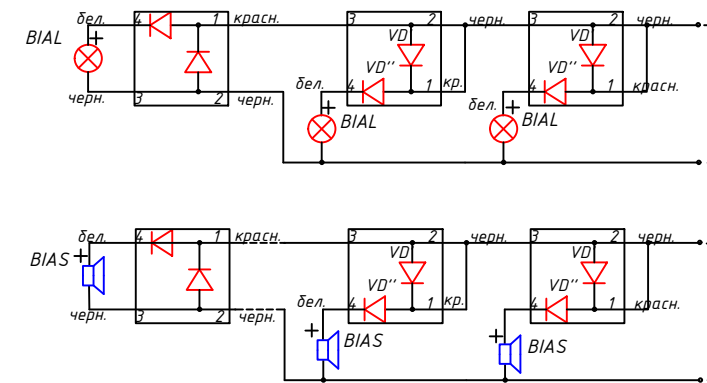 бел. 4 1 красн. 3 2 черн. 3 2 черн.
BIAL + VD VD
VD'' VD''
черн. 3 2 черн. бел. 4 1 кр. бел. 4 1 красн.
+ BIAL + BIAL
бел. 4 1 красн. 3 2 черн. 3 2 черн.
BIAS + VD VD
VD'' VD''
черн. 3 2 черн. бел. 4 1 кр. 4 1 красн.
+ BIAS + BIAS